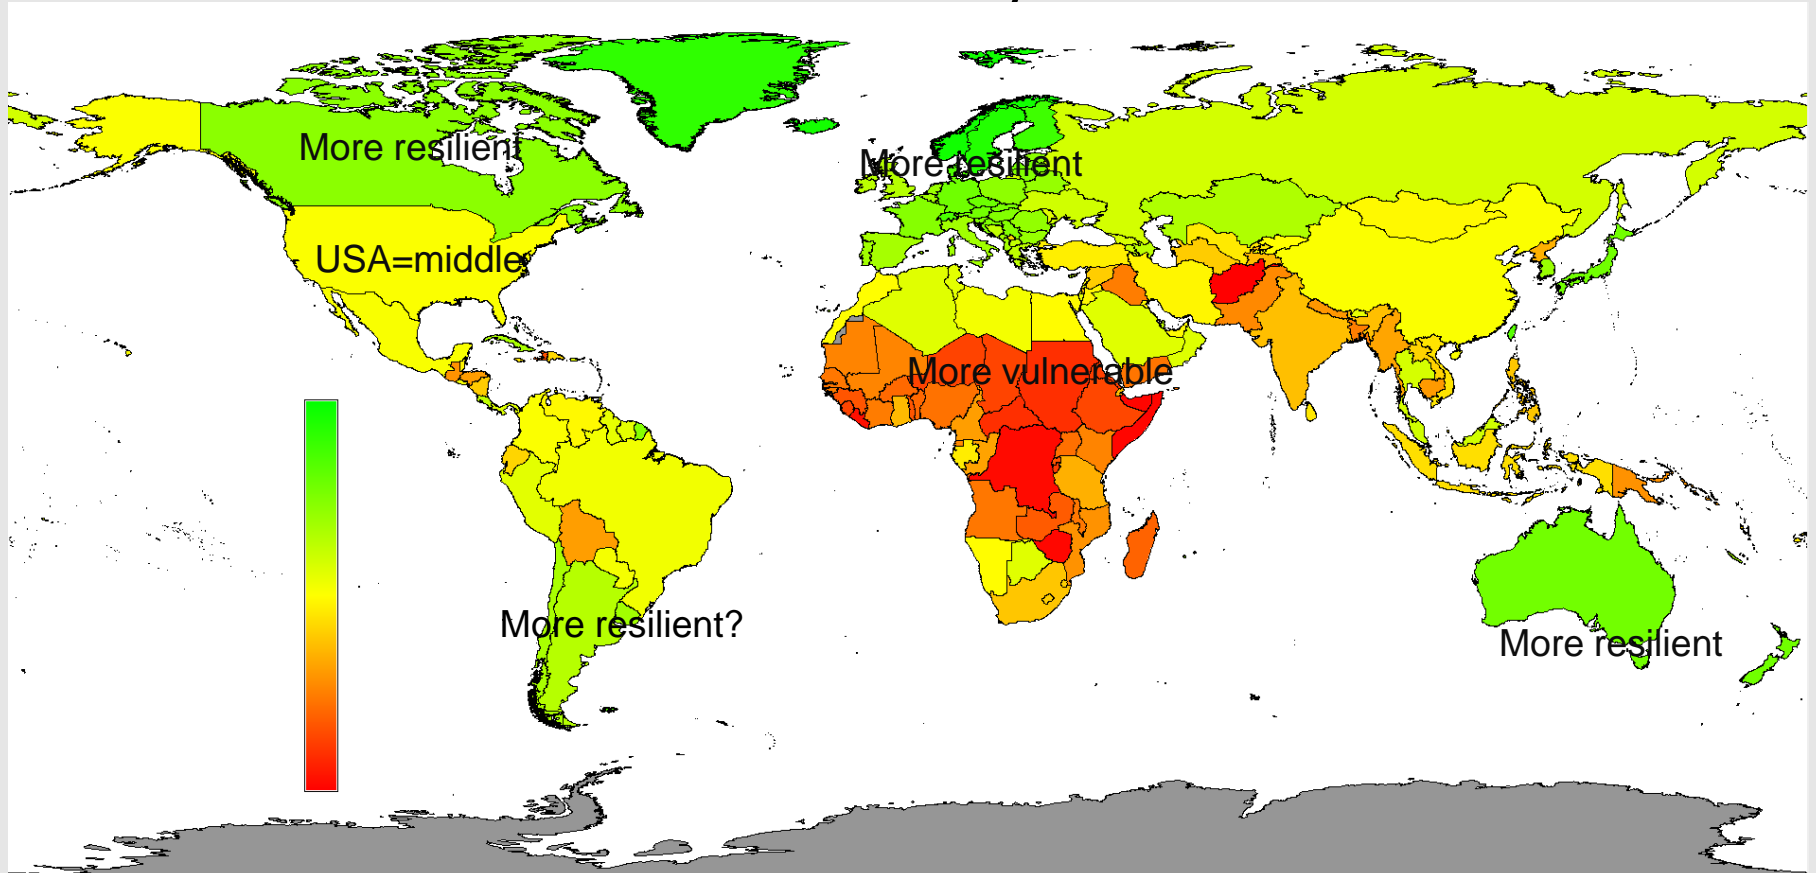 More resilient
More resilient
USA=middle
More vulnerable
More resilient?
More resilient